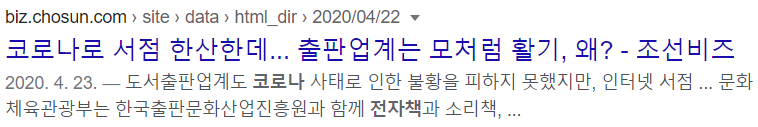 biz.chosun.com › site › data › html_dir › 2020/04/22
코로나로 서점 한산한데... 출판업계는 모처럼 활기, 왜? - 조선비즈
2020. 4. 23. — 도서출판업계도 코로나 사태로 인한 불황을 피하지 못했지만, 인터넷 서점 ... 문화
체육관광부는 한국출판문화산업진흥원과 함께 전자책과 소리책, ...